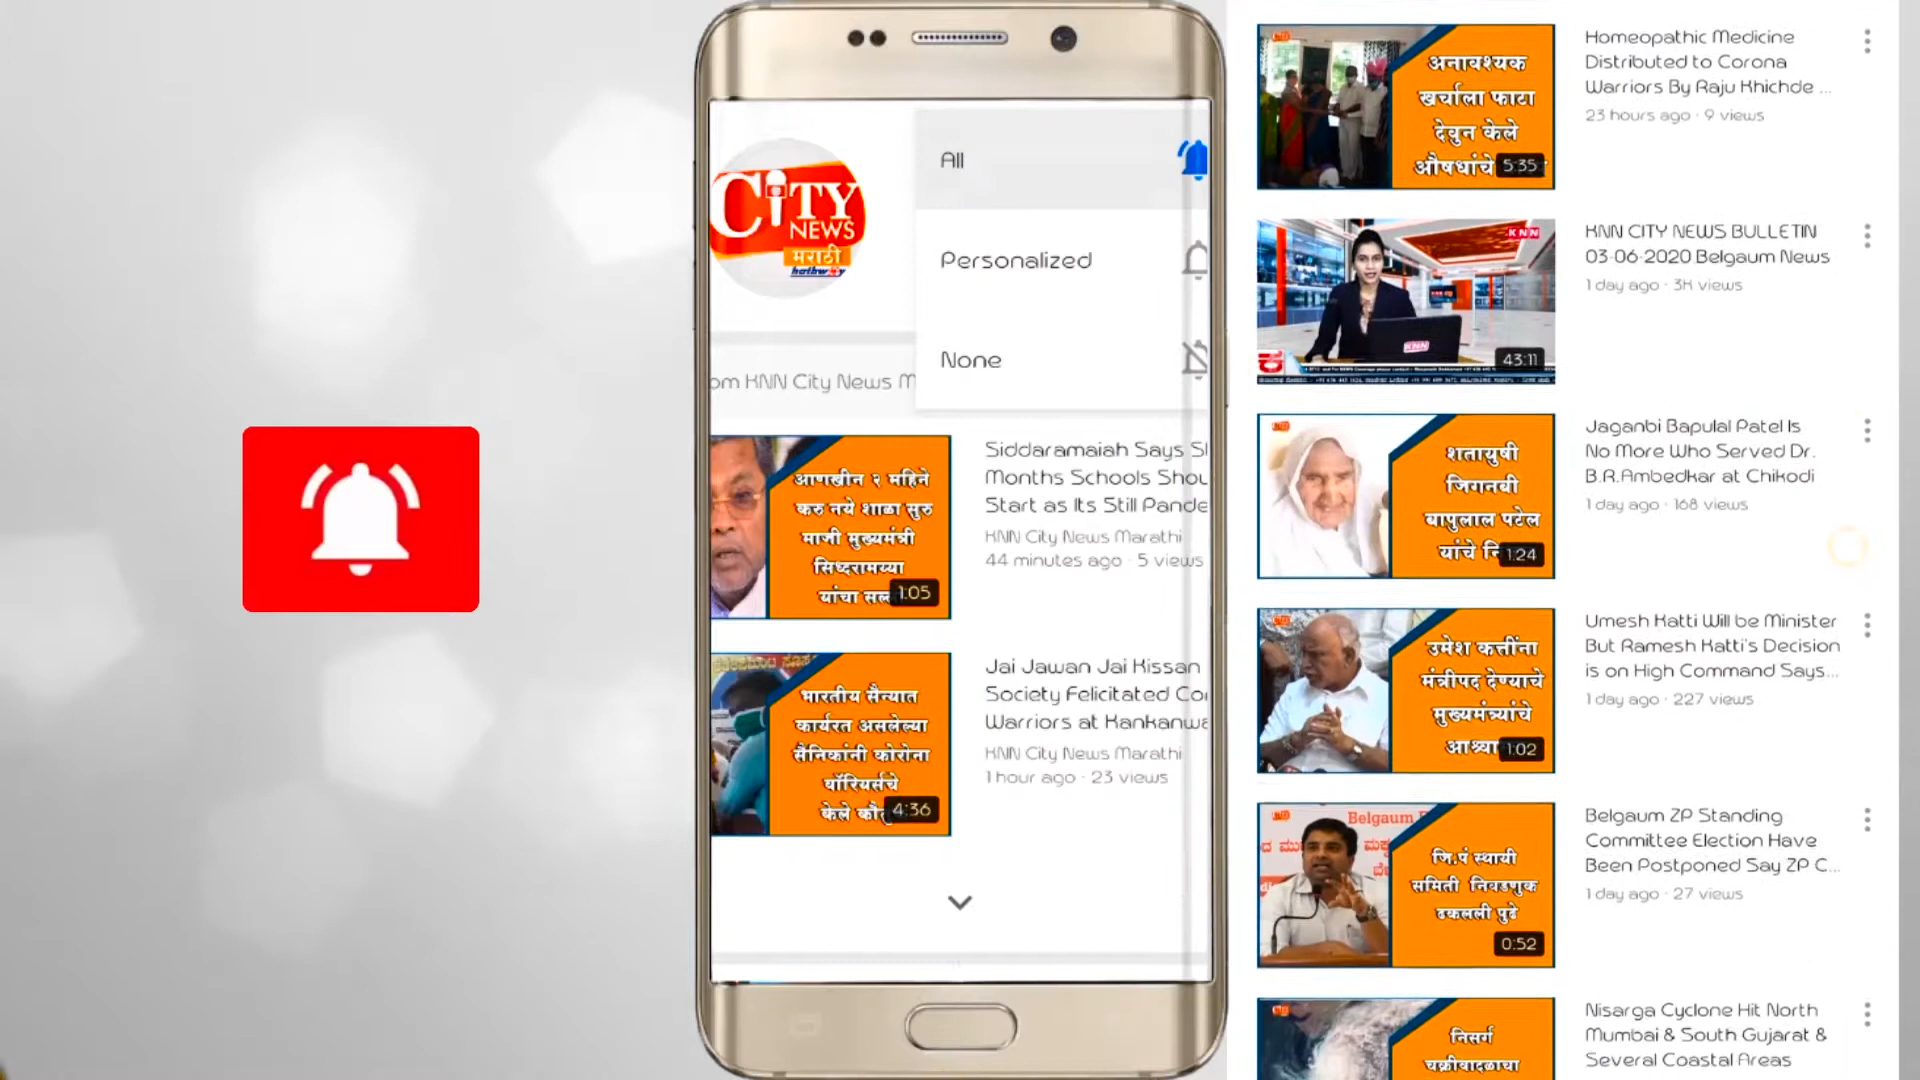 CiTY
NEWS
मराठी
hathway
All
Personalized
None
om KNN City News M
आणखीन २ महिने
करु नये शाळा सुरु
माजी मुख्यमंत्री
सिध्दरामय्या
यांचा सल्
1:05
Siddaramaiah Says S
Months Schools Shou
Start as Its Still Pande
KNN City News Marathi
44 minutes ago · 5 views
भारतीय सैन्यात
कार्यरत असलेल्या
सैनिकांनी कोरोना
वॉरियर्सचे
केले कौतु
4:36
Jai Jawan Jai Kissan
Society Felicitated Co
Warriors at Kankanwa
KNN City News Marathi
1 hour ago · 23 views
अनावश्यक
खर्चाला फाटा
देवुन केले
औषधांचे
5:35
Homeopathic Medicine
Distributed to Corona
Warriors By Raju Khichde ...
23 hours ago · 9 views
KNN
KNN
43:11
KNN CITY NEWS BULLETIN
03-06-2020 Belgaum News
1 day ago · 3K views
शतायुषी
जिगनबी
बापुलाल पटेल
यांचे नि
1:24
Jaganbi Bapulal Patel Is
No More Who Served Dr.
B.R.Ambedkar at Chikodi
1 day ago · 168 views
उमेश कत्तींना
मंत्रीपद देण्याचे
मुख्यमंत्र्यांचे
आश्वा
1:02
Umesh Katti Will be Minister
But Ramesh Katti's Decision
is on High Command Says...
1 day ago · 227 views
Belgaum
जि.पं स्थायी
समिती निवडणुक
ढकलली पुढे
0:52
Belgaum ZP Standing
Committee Election Have
Been Postponed Say ZP C...
1 day ago · 27 views
निसर्ग
चक्रीवादळाचा
Nisarga Cyclone Hit North
Mumbai & South Gujarat &
Several Coastal Areas